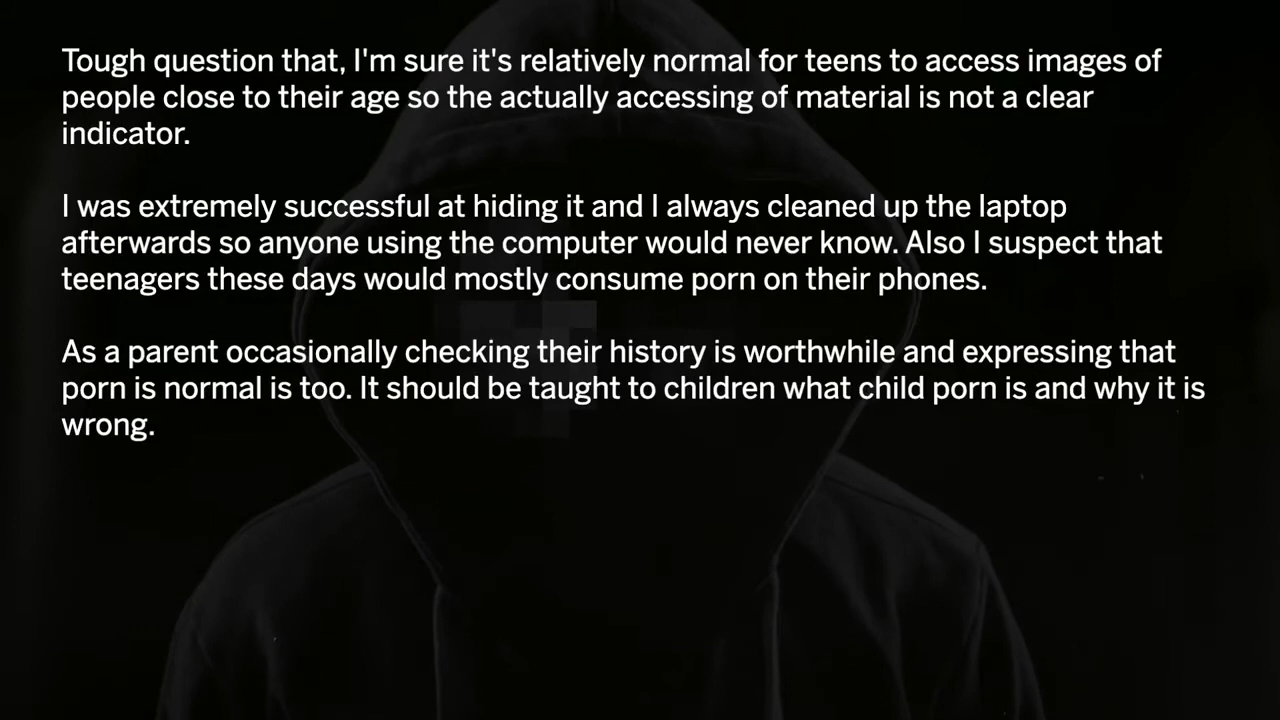 Tough question that, I'm sure it's relatively normal for teens to access images of
people close to their age so the actually accessing of material is not a clear
indicator.
I was extremely successful at hiding it and I always cleaned up the laptop
afterwards so anyone using the computer would never know. Also I suspect that
teenagers these days would mostly consume porn on their phones.
As a parent occasionally checking their history is worthwhile and expressing that
porn is normal is too. It should be taught to children what child porn is and why it is
wrong.